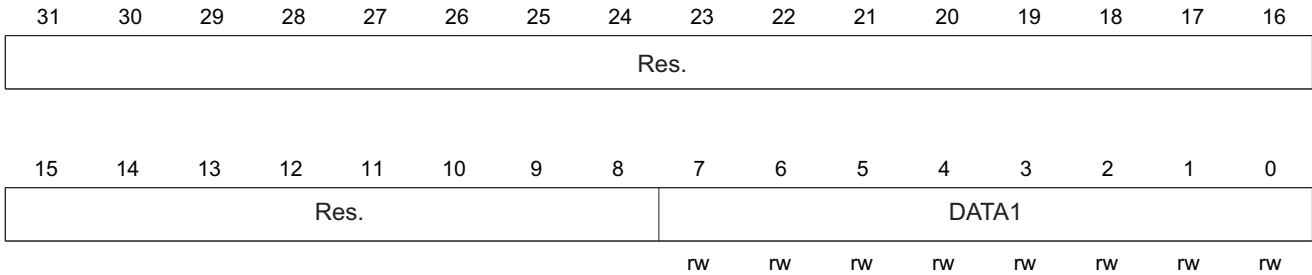 31 30 29 28 27 26 25 24 23 22 21 20 19 18 17 16
Res.
15 14 13 12 11 10 9 8 7 6 5 4 3 2 1 0
Res. DATA1
rw rw rw rw rw rw rw rw